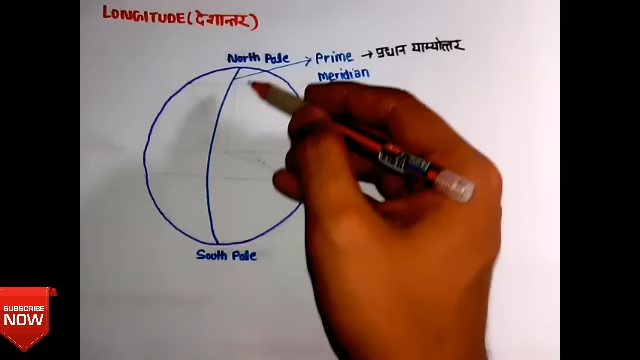 LONGITUDE(देशान्तर)
North Pole
Prime Meridian → प्रधान याम्योत्तर
South Pole
SUBSCRIBE
NOW